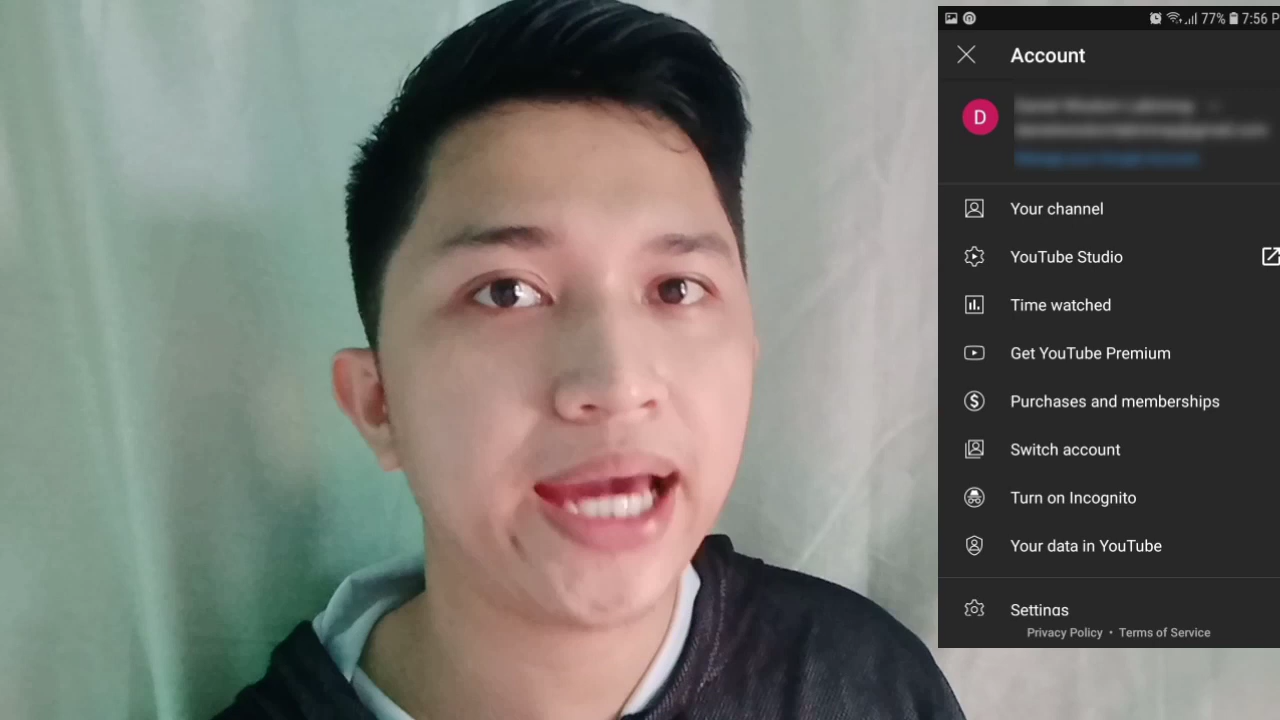 77% 7:56 P
Account
D
Your channel
YouTube Studio
Time watched
Get YouTube Premium
Purchases and memberships
Switch account
Turn on Incognito
Your data in YouTube
Settings
Privacy Policy • Terms of Service